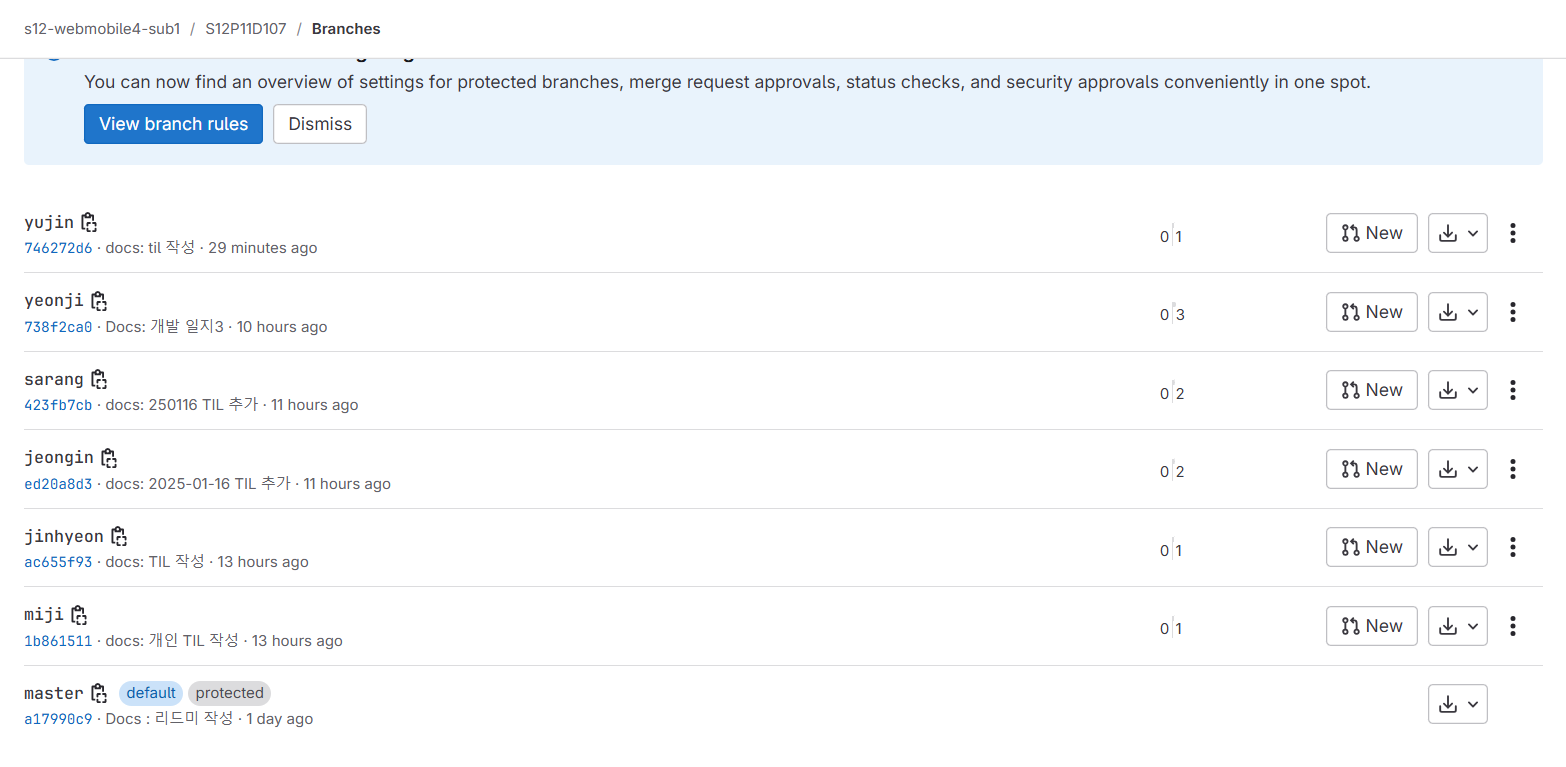 s12-webmobile4-sub1 / S12P11D107 / Branches
You can now find an overview of settings for protected branches, merge request approvals, status checks, and security approvals conveniently in one spot.
View branch rules Dismiss
yujin
746272d6 · docs: til 작성 · 29 minutes ago
0 1
New
yeonji
738f2ca0 · Docs: 개발 일지3 · 10 hours ago
0 3
New
sarang
423fb7cb · docs: 250116 TIL 추가 · 11 hours ago
0 2
New
jeongin
ed20a8d3 · docs: 2025-01-16 TIL 추가 · 11 hours ago
0 2
New
jinhyeon
ac655f93 · docs: TIL 작성 · 13 hours ago
0 1
New
miji
1b861511 · docs: 개인 TIL 작성 · 13 hours ago
0 1
New
master default protected
a17990c9 · Docs : 리드미 작성 · 1 day ago